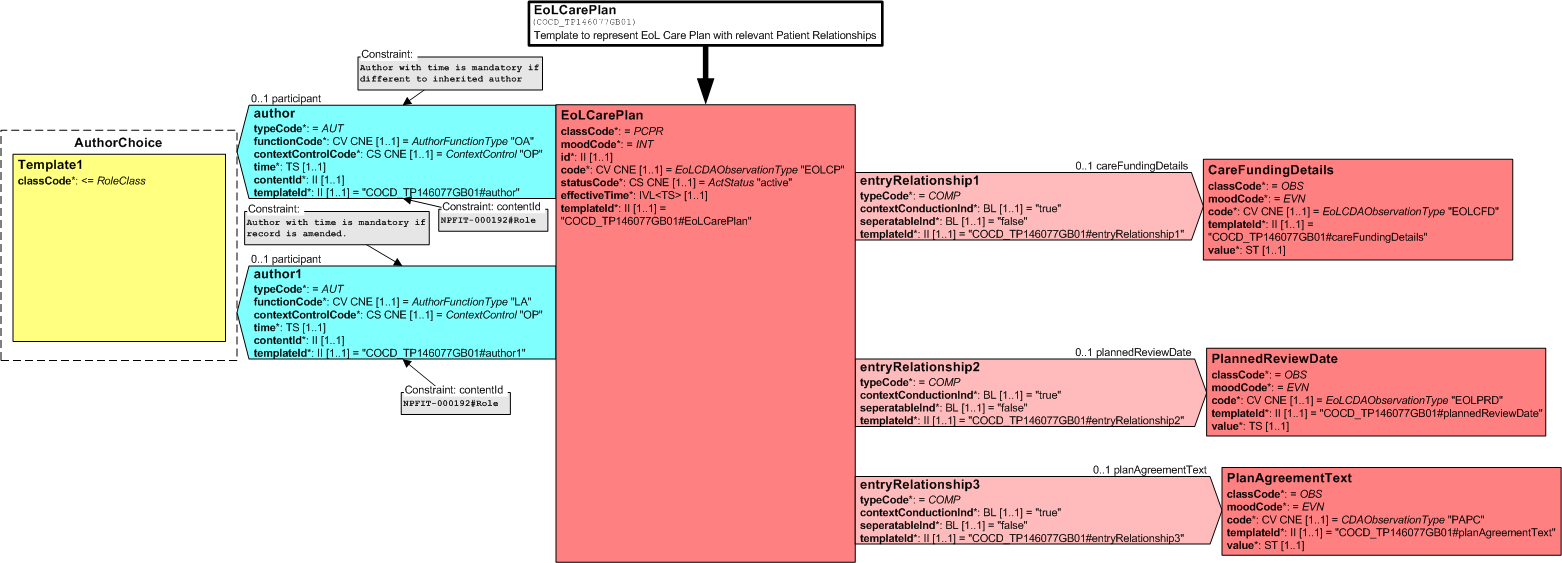 EoLCarePlan
(COCD_TP146077GB01)
Template to represent EoL Care Plan with relevant Patient Relationships
Constraint:
Author with time is mandatory if
different to inherited author
0..1 participant
author
typeCode*: = AUT
functionCode*: CV CNE [1..1] = AuthorFunctionType "OA"
contextControlCode*: CS CNE [1..1] = ContextControl "OP"
time*: TS [1..1]
contentId*: II [1..1]
templateId*: II [1..1] = "COCD_TP146077GB01#author"
AuthorChoice
Template1
classCode*: <= RoleClass
Constraint: contentId
NPFIT-000192#Role
Constraint:
Author with time is mandatory if
record is amended.
0..1 participant
author1
typeCode*: = AUT
functionCode*: CV CNE [1..1] = AuthorFunctionType "LA"
contextControlCode*: CS CNE [1..1] = ContextControl "OP"
time*: TS [1..1]
contentId*: II [1..1]
templateId*: II [1..1] = "COCD_TP146077GB01#author1"
Constraint: contentId
NPFIT-000192#Role
EoLCarePlan
classCode*: = PCPR
moodCode*: = INT
id*: II [1..1]
code*: CV CNE [1..1] = EoLCDAObservationType "EOLCP"
statusCode*: CS CNE [1..1] = ActStatus "active"
effectiveTime*: IVL<TS> [1..1]
templateId*: II [1..1] =
"COCD_TP146077GB01#EoLCarePlan"
0..1 careFundingDetails
entryRelationship1
typeCode*: = COMP
contextConductionInd*: BL [1..1] = "true"
seperatableInd*: BL [1..1] = "false"
templateId*: II [1..1] = "COCD_TP146077GB01#entryRelationship1"
CareFundingDetails
classCode*: = OBS
moodCode*: = EVN
code*: CV CNE [1..1] = EoLCDAObservationType "EOLCFD"
templateId*: II [1..1] =
"COCD_TP146077GB01#careFundingDetails"
value*: ST [1..1]
0..1 plannedReviewDate
entryRelationship2
typeCode*: = COMP
contextConductionInd*: BL [1..1] = "true"
seperatableInd*: BL [1..1] = "false"
templateId*: II [1..1] = "COCD_TP146077GB01#entryRelationship2"
PlannedReviewDate
classCode*: = OBS
moodCode*: = EVN
code*: CV CNE [1..1] = EoLCDAObservationType "EOLPRD"
templateId*: II [1..1] = "COCD_TP146077GB01#plannedReviewDate"
value*: TS [1..1]
0..1 planAgreementText
entryRelationship3
typeCode*: = COMP
contextConductionInd*: BL [1..1] = "true"
seperatableInd*: BL [1..1] = "false"
templateId*: II [1..1] = "COCD_TP146077GB01#entryRelationship3"
PlanAgreementText
classCode*: = OBS
moodCode*: = EVN
code*: CV CNE [1..1] = CDAObservationType "PAPC"
templateId*: II [1..1] = "COCD_TP146077GB01#planAgreementText"
value*: ST [1..1]